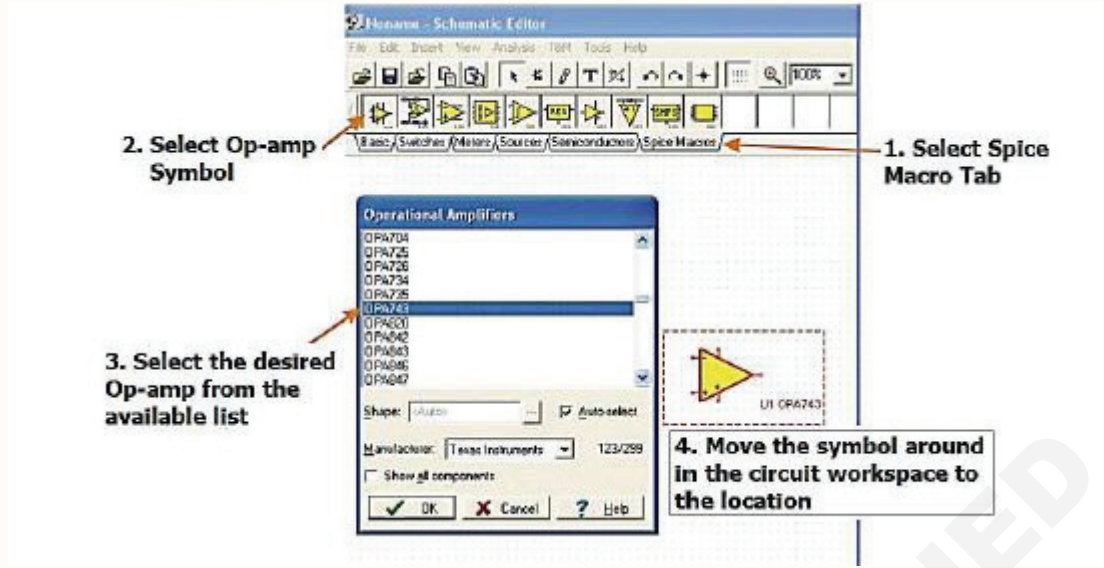 Noname - Schematic Editor
File Edit Insert View Analysis T&M Tools Help
100%
Basic Switches Meters Sources Semiconductors Spice Macros
2. Select Op-amp
Symbol
1. Select Spice
Macro Tab
Operational Amplifiers
OPA704
OPA725
OPA726
OPA734
OPA735
OPA743
OPA820
OPA842
OPA843
OPA846
OPA847
3. Select the desired
Op-amp from the
available list
Shape: <Auto> ... Auto-select
Manufacturer: Texas Instruments 123/299
Show all components
OK Cancel ? Help
U1 OPA743
4. Move the symbol around
in the circuit workspace to
the location